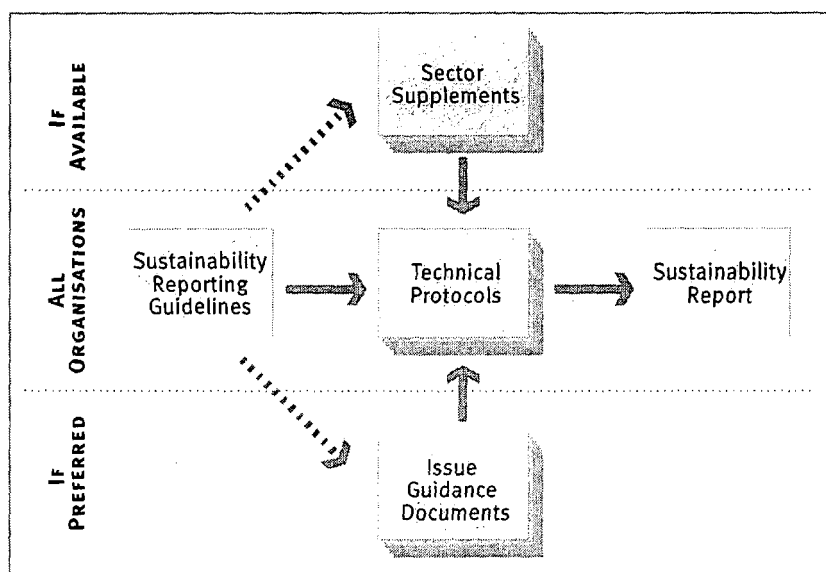 IF
AVAILABLE
Sector
Supplements
ALL
ORGANISATIONS
Sustainability
Reporting
Guidelines
Technical
Protocols
Sustainability
Report
IF
PREFERRED
Issue
Guidance
Documents